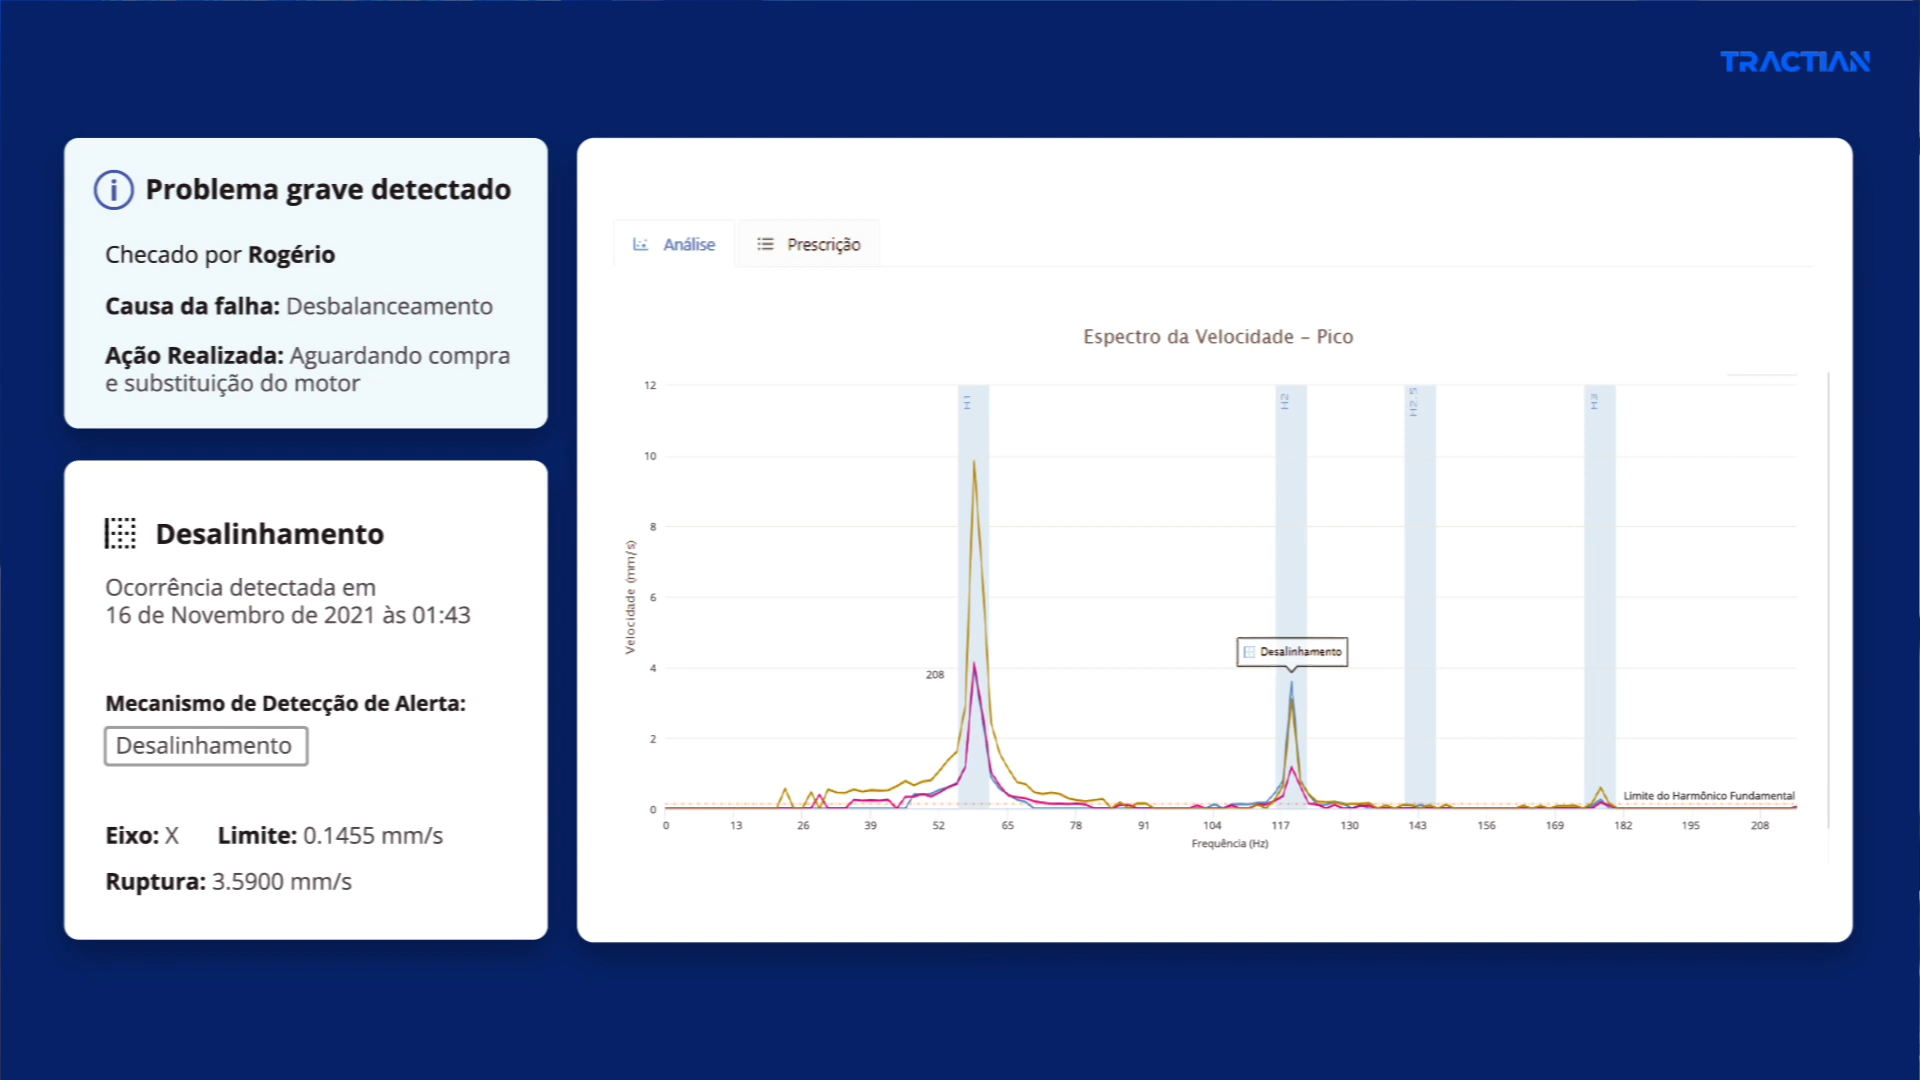 TRACTIAN
Problema grave detectado
Checado por Rogério
Causa da falha: Desbalanceamento
Ação Realizada: Aguardando compra
e substituição do motor
Desalinhamento
Ocorrência detectada em
16 de Novembro de 2021 às 01:43
Mecanismo de Detecção de Alerta:
Desalinhamento
Eixo: X Limite: 0.1455 mm/s
Ruptura: 3.5900 mm/s
Análise Prescrição
Espectro da Velocidade – Pico
H1 H2 H2.5 H3
Velocidade (mm/s)
12
10
8
6
4
2
0
208
Desalinhamento
Limite do Harmônico Fundamental
0 13 26 39 52 65 78 91 104 117 130 143 156 169 182 195 208
Frequência (Hz)